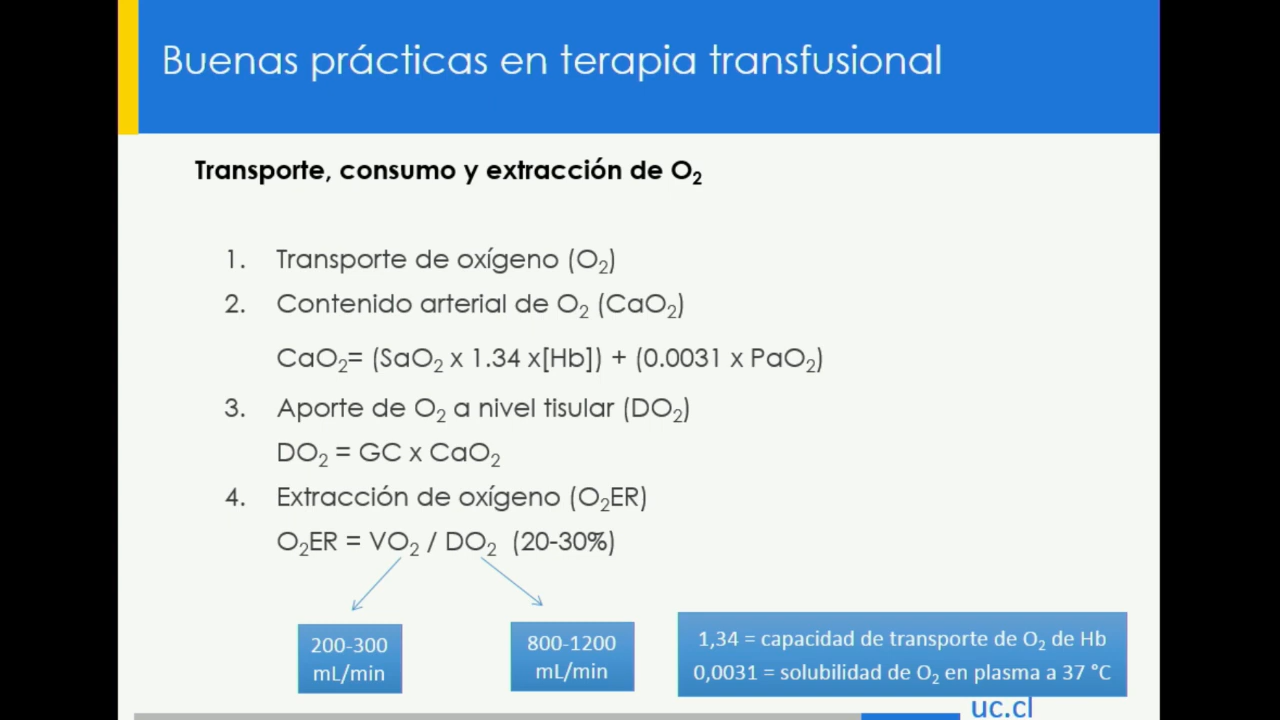 Buenas prácticas en terapia transfusional
Transporte, consumo y extracción de O₂
1. Transporte de oxígeno (O₂)
2. Contenido arterial de O₂ (CaO₂)
CaO₂= (SaO₂ x 1.34 x[Hb]) + (0.0031 x PaO₂)
3. Aporte de O₂ a nivel tisular (DO₂)
DO₂ = GC x CaO₂
4. Extracción de oxígeno (O₂ER)
O₂ER = VO₂ / DO₂ (20-30%)
200-300
mL/min
800-1200
mL/min
1,34 = capacidad de transporte de O₂ de Hb
0,0031 = solubilidad de O₂ en plasma a 37 °C
uc.cl